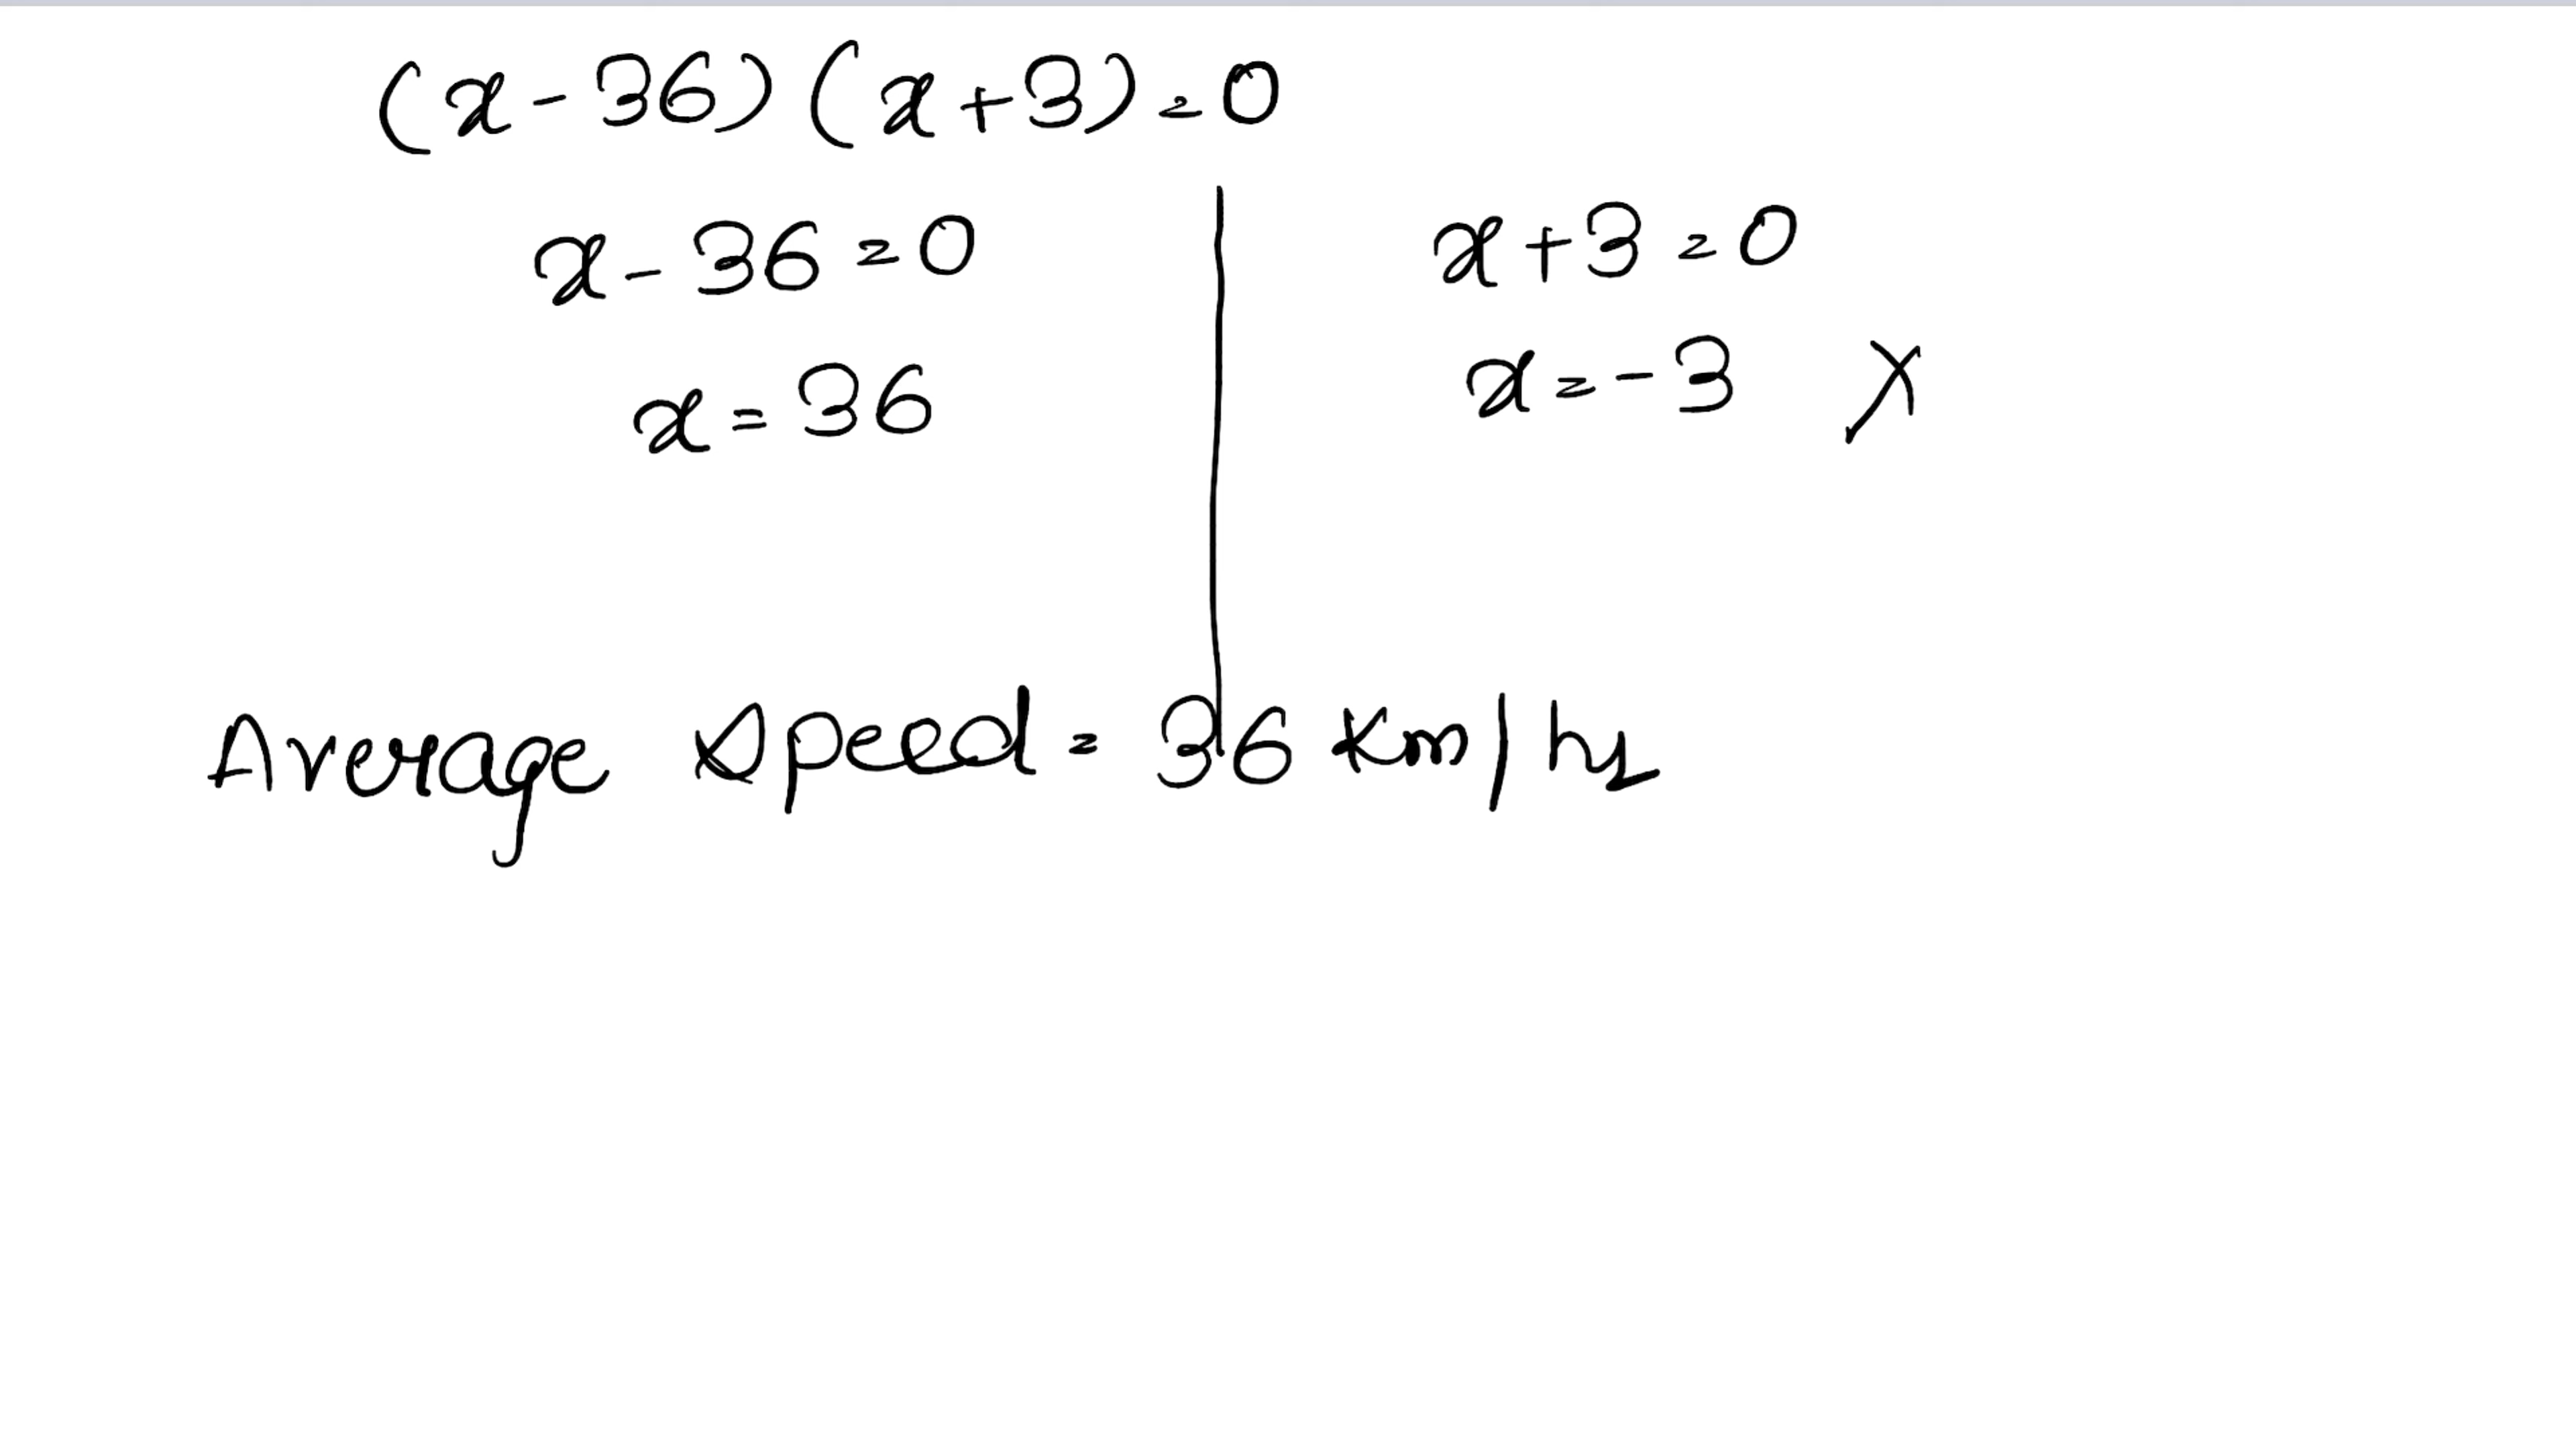 (x - 36) (x + 3) = 0
x - 36 = 0
x = 36
x + 3 = 0
x = - 3 X
Average speed = 36 Km/hr